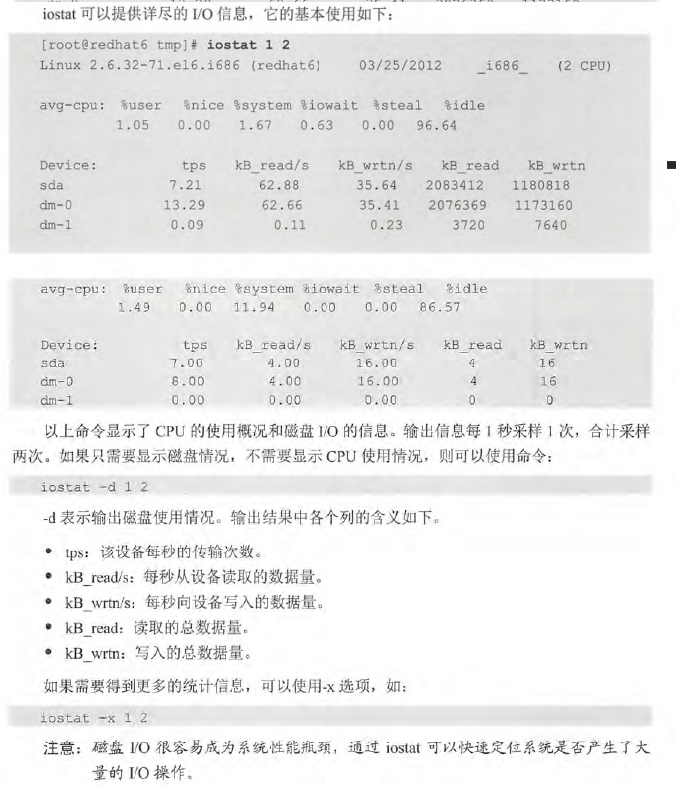 iostat 可以提供详尽的 I/O 信息，它的基本使用如下：
[root@redhat6 tmp]# iostat 1 2
Linux 2.6.32-71.el6.i686 (redhat6) 03/25/2012 _i686_ (2 CPU)
avg-cpu: %user %nice %system %iowait %steal %idle
1.05 0.00 1.67 0.63 0.00 96.64
Device: tps kB_read/s kB_wrtn/s kB_read kB_wrtn
sda 7.21 62.88 35.64 2083412 1180818
dm-0 13.29 62.66 35.41 2076369 1173160
dm-1 0.09 0.11 0.23 3720 7640
avg-cpu: %user %nice %system %iowait %steal %idle
1.49 0.00 11.94 0.00 0.00 86.57
Device: tps kB_read/s kB_wrtn/s kB_read kB_wrtn
sda 7.00 4.00 16.00 4 16
dm-0 8.00 4.00 16.00 4 16
dm-1 0.00 0.00 0.00 0 0
以上命令显示了 CPU 的使用概况和磁盘 I/O 的信息。输出信息每 1 秒采样 1 次，合计采样
两次。如果只需要显示磁盘情况，不需要显示 CPU 使用情况，则可以使用命令：
iostat -d 1 2
-d 表示输出磁盘使用情况。输出结果中各个列的含义如下。
● tps：该设备每秒的传输次数。
● kB_read/s：每秒从设备读取的数据量。
● kB_wrtn/s：每秒向设备写入的数据量。
● kB_read：读取的总数据量。
● kB_wrtn：写入的总数据量。
如果需要得到更多的统计信息，可以使用-x 选项，如：
iostat -x 1 2
注意：磁盘 I/O 很容易成为系统性能瓶颈，通过 iostat 可以快速定位系统是否产生了大
量的 I/O 操作。